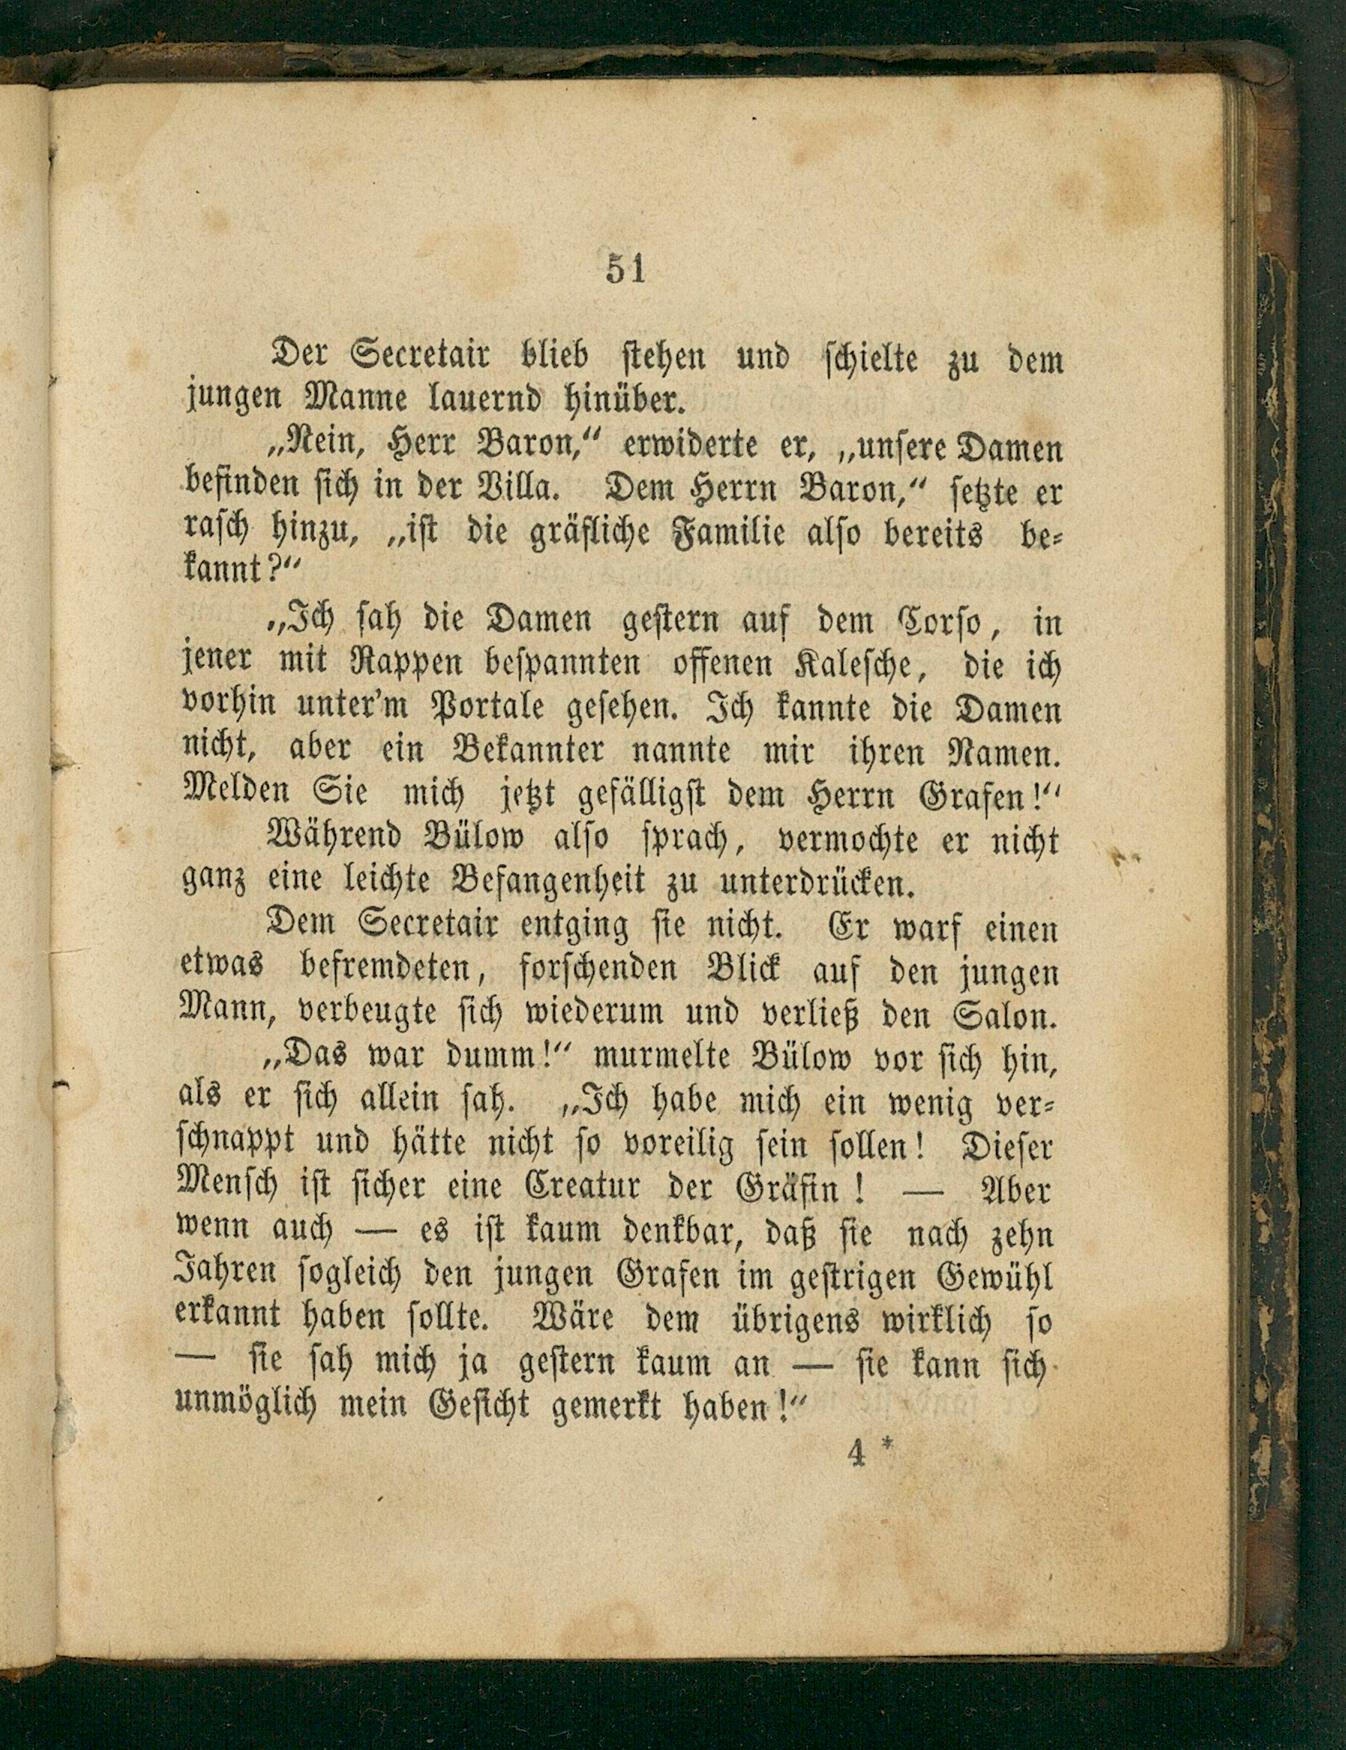 51
Der Secretair blieb stehen und schielte zu dem
jungen Manne lauernd hinüber.
„Nein, Herr Baron,“ erwiderte er, „unsere Damen
befinden sich in der Villa. Dem Herrn Baron,“ setzte er
rasch hinzu, „ist die gräfliche Familie also bereits be-
kannt?“
„Ich sah die Damen gestern auf dem Corso, in
jener mit Rappen bespannten offenen Kalesche, die ich
vorhin unter'm Portale gesehen. Ich kannte die Damen
nicht, aber ein Bekannter nannte mir ihren Namen.
Melden Sie mich jetzt gefälligst dem Herrn Grafen!“
Während Bülow also sprach, vermochte er nicht
ganz eine leichte Befangenheit zu unterdrücken.
Dem Secretair entging sie nicht. Er warf einen
etwas befremdeten, forschenden Blick auf den jungen
Mann, verbeugte sich wiederum und verließ den Salon.
„Das war dumm!“ murmelte Bülow vor sich hin,
als er sich allein sah. „Ich habe mich ein wenig ver-
schnappt und hätte nicht so voreilig sein sollen! Dieser
Mensch ist sicher eine Creatur der Gräfin! — Aber
wenn auch — es ist kaum denkbar, daß sie nach zehn
Jahren sogleich den jungen Grafen im gestrigen Gewühl
erkannt haben sollte. Wäre dem übrigens wirklich so
— sie sah mich ja gestern kaum an — sie kann sich
unmöglich mein Gesicht gemerkt haben!“
4 *